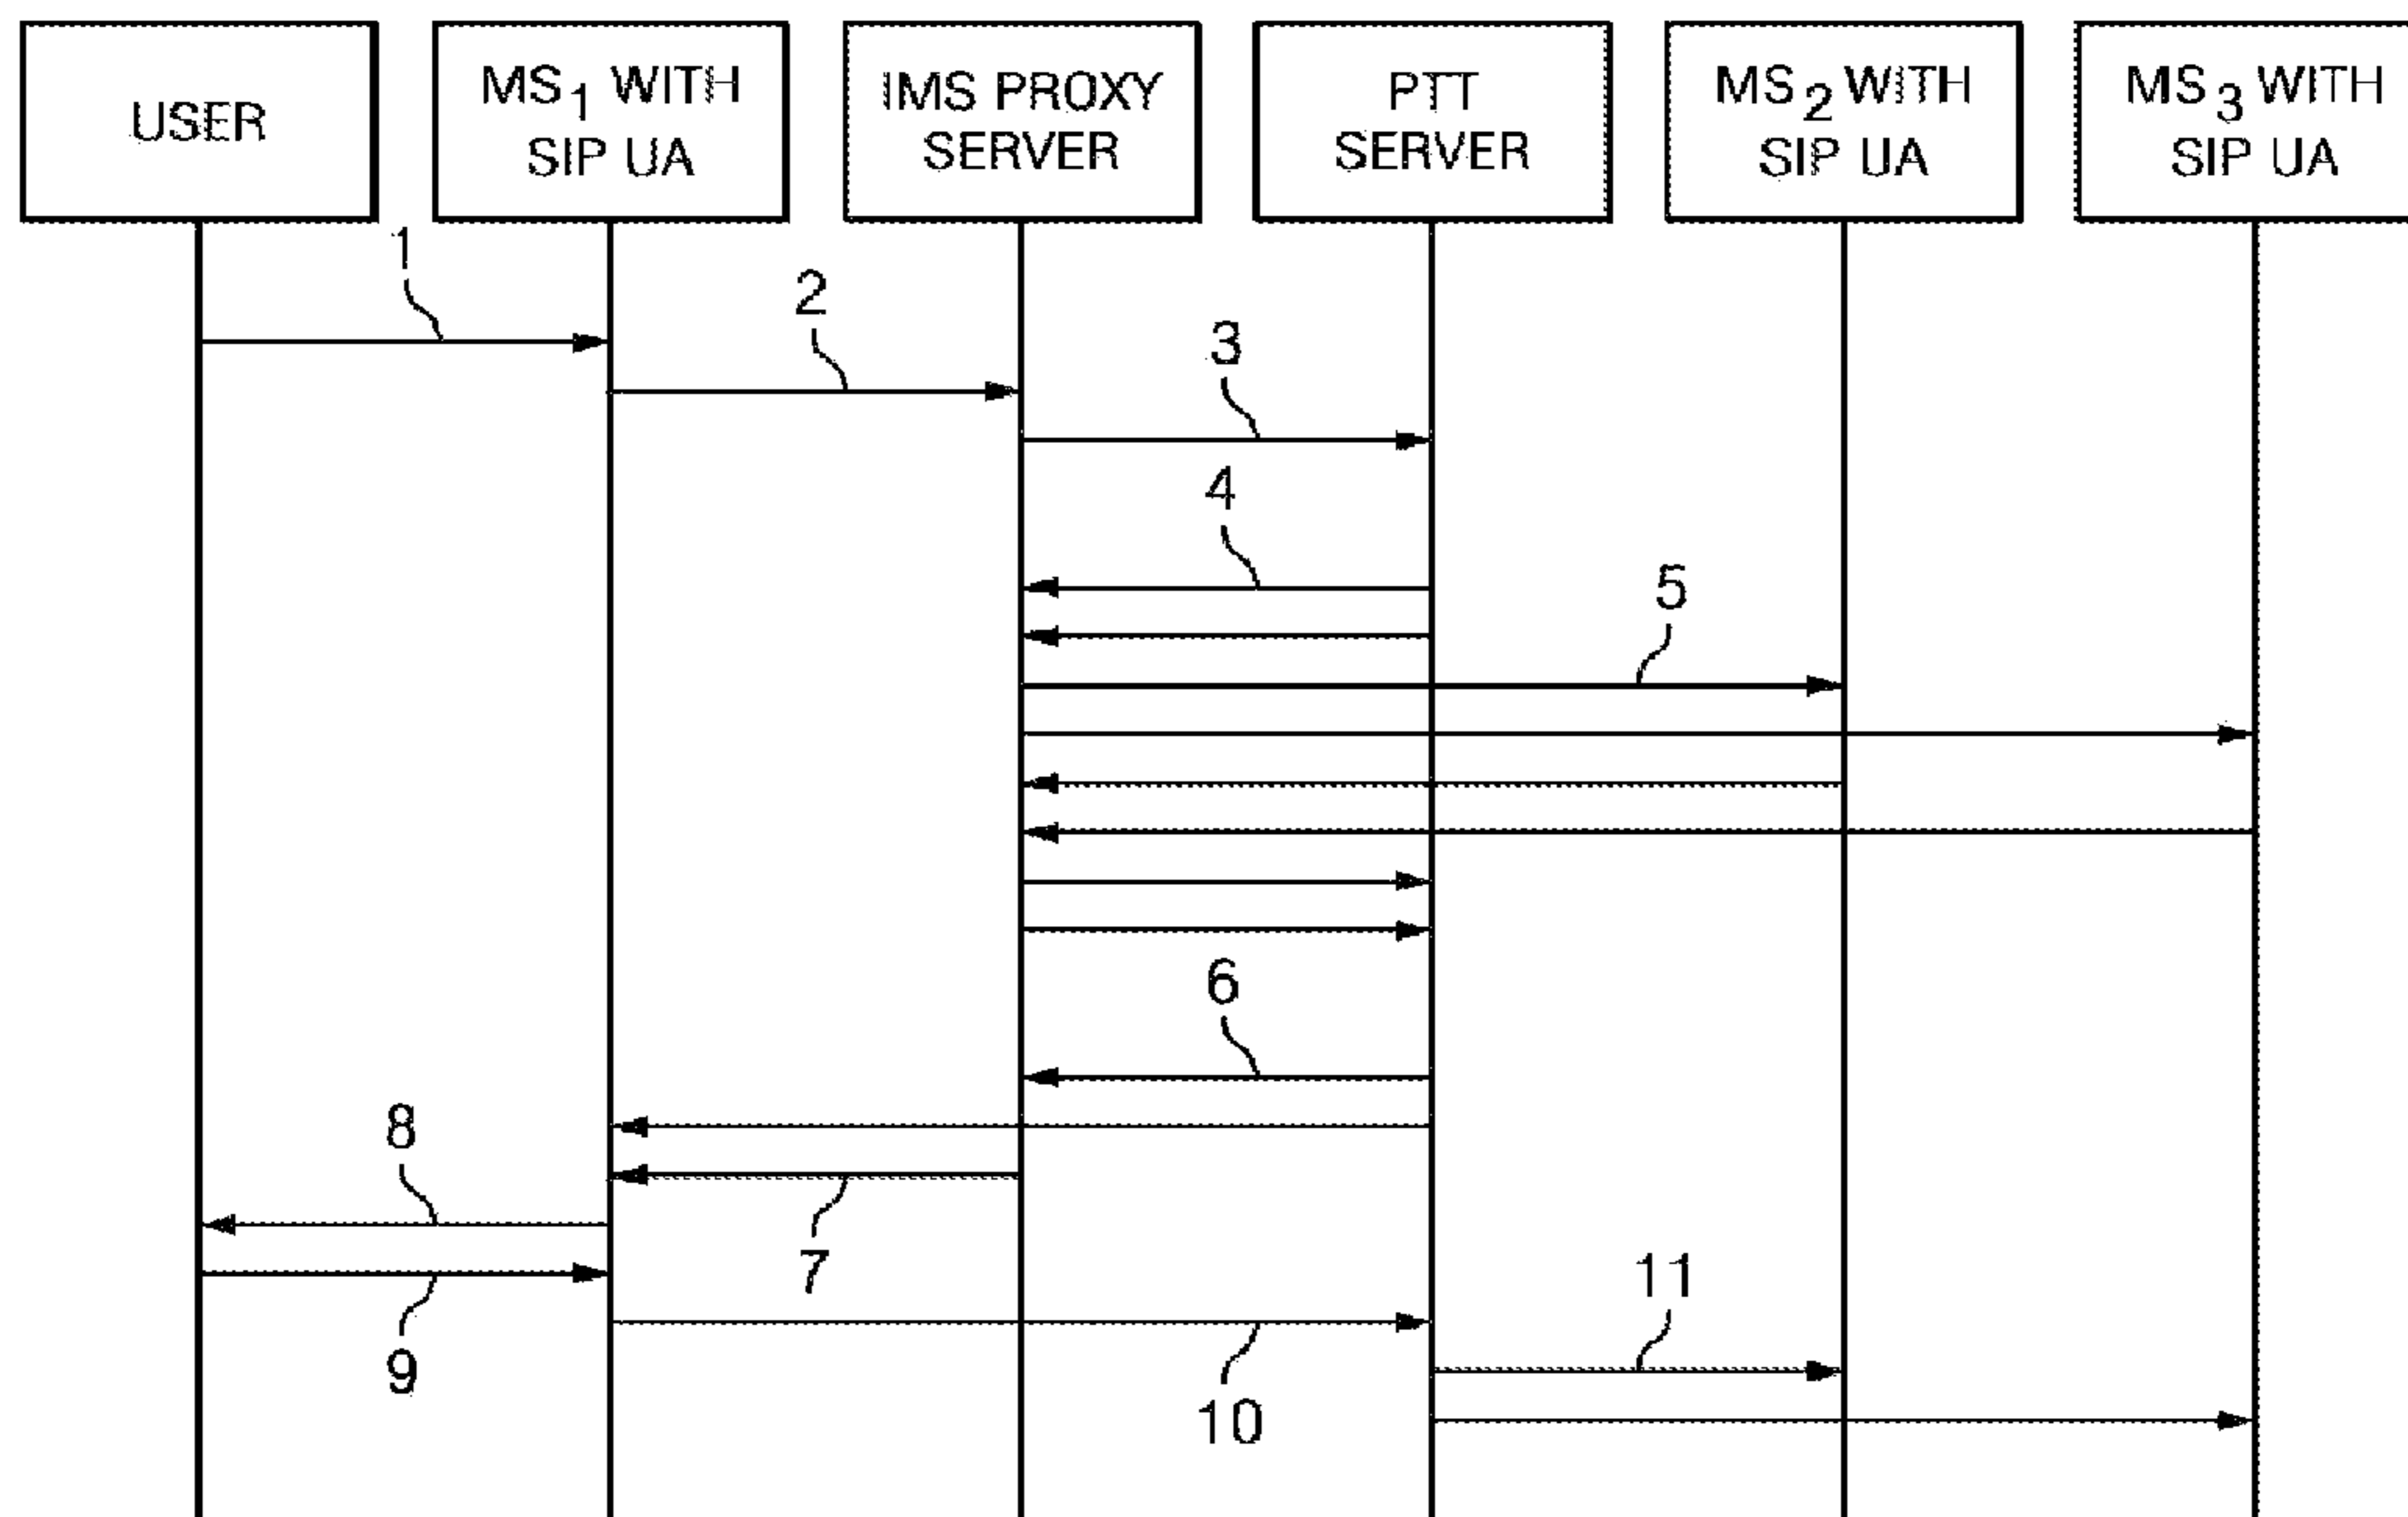 USER
MS1 WITH
SIP UA
IMS PROXY
SERVER
PTT
SERVER
MS2 WITH
SIP UA
MS3 WITH
SIP UA
1
2
3
4
5
6
8
7
9
11
10